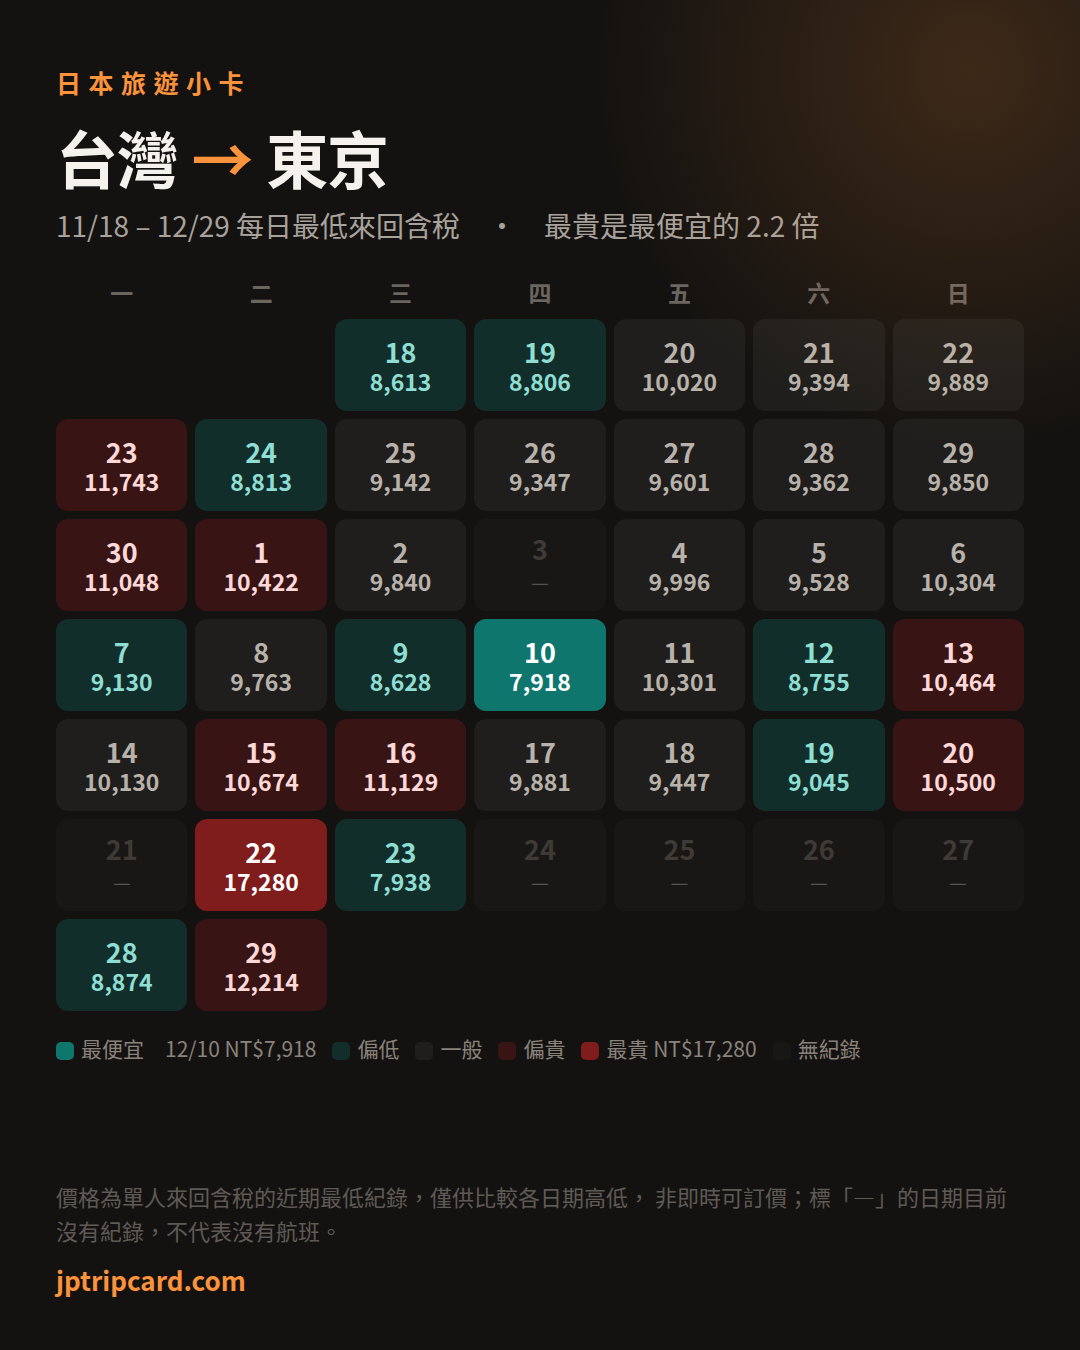 日本旅遊小卡
台灣 → 東京
11/18 – 12/29 每日最低來回含稅 ・ 最貴是最便宜的 2.2 倍
一 二 三 四 五 六 日
18 19 20 21 22
8,613 8,806 10,020 9,394 9,889
23 24 25 26 27 28 29
11,743 8,813 9,142 9,347 9,601 9,362 9,850
30 1 2 3 4 5 6
11,048 10,422 9,840 — 9,996 9,528 10,304
7 8 9 10 11 12 13
9,130 9,763 8,628 7,918 10,301 8,755 10,464
14 15 16 17 18 19 20
10,130 10,674 11,129 9,881 9,447 9,045 10,500
21 22 23 24 25 26 27
— 17,280 7,938 — — — —
28 29
8,874 12,214
最便宜 12/10 NT$7,918 偏低 一般 偏貴 最貴 NT$17,280 無紀錄
價格為單人來回含稅的近期最低紀錄，僅供比較各日期高低， 非即時可訂價；標「—」的日期目前
沒有紀錄，不代表沒有航班。
jptripcard.com